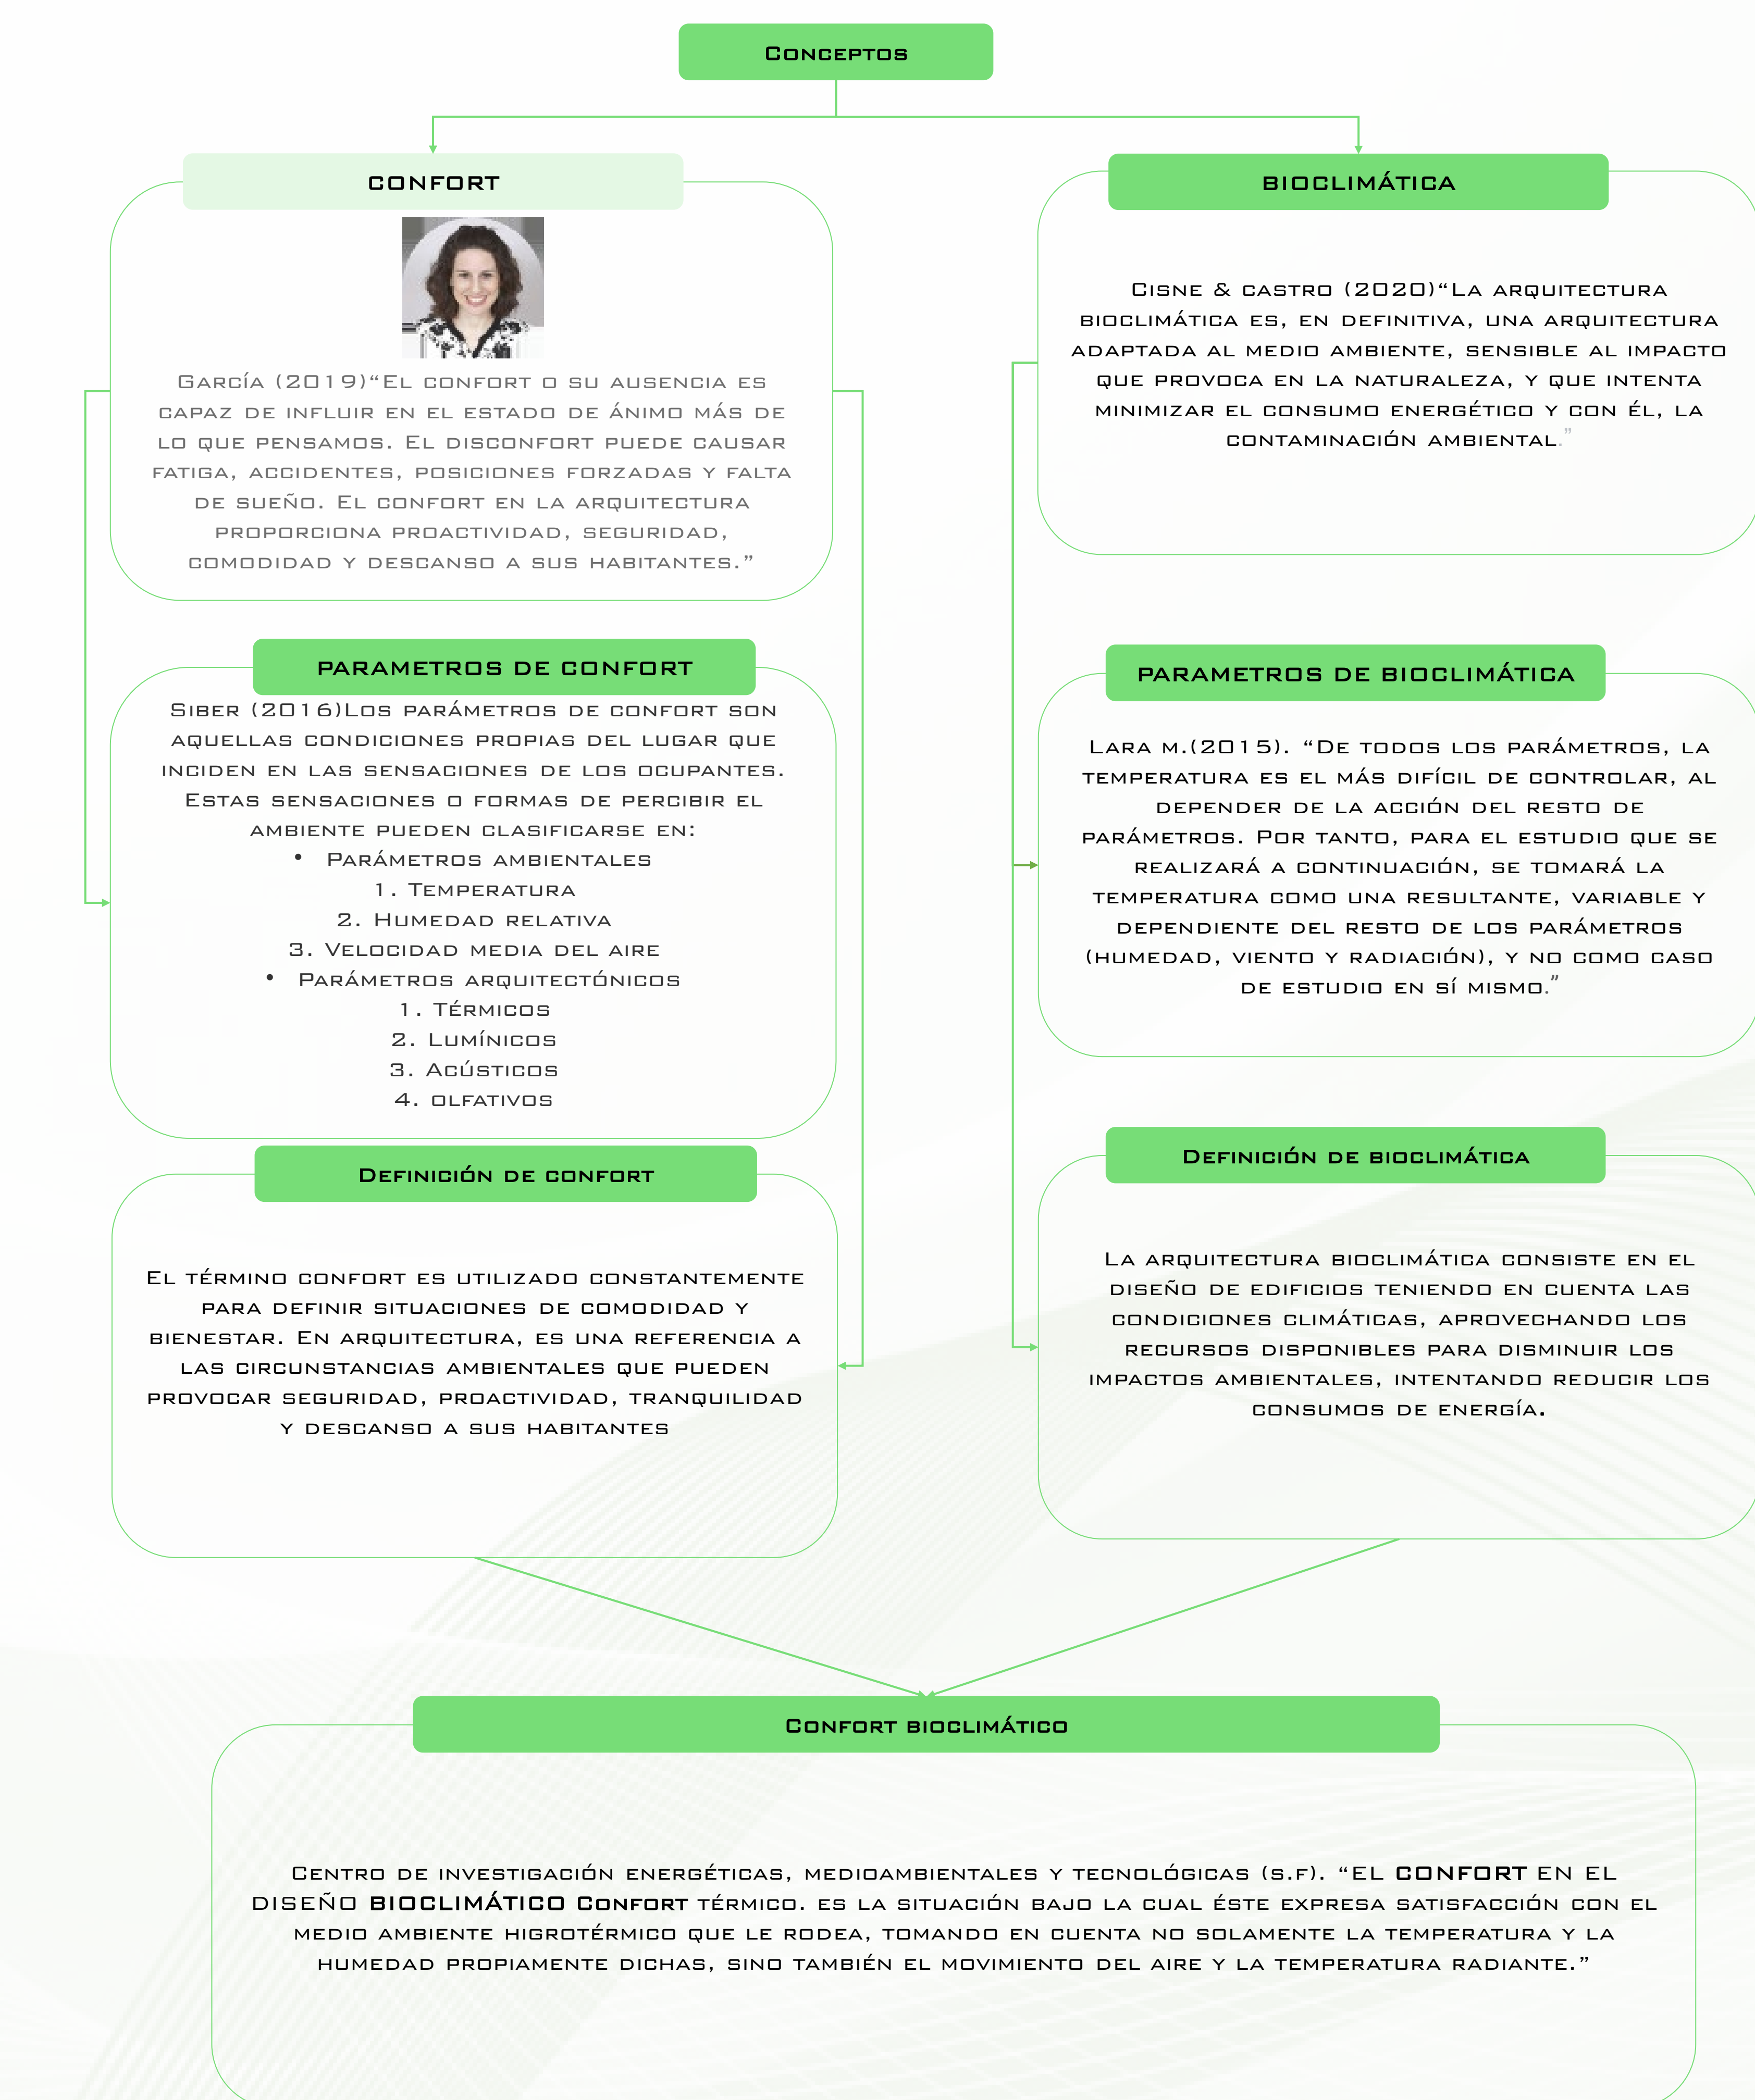 Conceptos
CONFORT
García (2019)“El confort o su ausencia es
capaz de influir en el estado de ánimo más de
lo que pensamos. El disconfort puede causar
fatiga, accidentes, posiciones forzadas y falta
de sueño. El confort en la arquitectura
proporciona proactividad, seguridad,
comodidad y descanso a sus habitantes.”
PARAMETROS DE CONFORT
Siber (2016)Los parámetros de confort son
aquellas condiciones propias del lugar que
inciden en las sensaciones de los ocupantes.
Estas sensaciones o formas de percibir el
ambiente pueden clasificarse en:
• Parámetros ambientales
1. Temperatura
2. Humedad relativa
3. Velocidad media del aire
• Parámetros arquitectónicos
1. Térmicos
2. Lumínicos
3. Acústicos
4. olfativos
Definición de confort
El término confort es utilizado constantemente
para definir situaciones de comodidad y
bienestar. En arquitectura, es una referencia a
las circunstancias ambientales que pueden
provocar seguridad, proactividad, tranquilidad
y descanso a sus habitantes
BIOCLIMÁTICA
Cisne & castro (2020)“La arquitectura
bioclimática es, en definitiva, una arquitectura
adaptada al medio ambiente, sensible al impacto
que provoca en la naturaleza, y que intenta
minimizar el consumo energético y con él, la
contaminación ambiental.”
PARAMETROS DE BIOCLIMÁTICA
Lara m.(2015). “De todos los parámetros, la
temperatura es el más difícil de controlar, al
depender de la acción del resto de
parámetros. Por tanto, para el estudio que se
realizará a continuación, se tomará la
temperatura como una resultante, variable y
dependiente del resto de los parámetros
(humedad, viento y radiación), y no como caso
de estudio en sí mismo.”
Definición de bioclimática
La arquitectura bioclimática consiste en el
diseño de edificios teniendo en cuenta las
condiciones climáticas, aprovechando los
recursos disponibles para disminuir los
impactos ambientales, intentando reducir los
consumos de energía.
Confort bioclimático
Centro de investigación energéticas, medioambientales y tecnológicas (s.f). “EL CONFORT EN EL
DISEÑO BIOCLIMÁTICO Confort térmico. es la situación bajo la cual éste expresa satisfacción con el
medio ambiente higrotérmico que le rodea, tomando en cuenta no solamente la temperatura y la
humedad propiamente dichas, sino también el movimiento del aire y la temperatura radiante.”